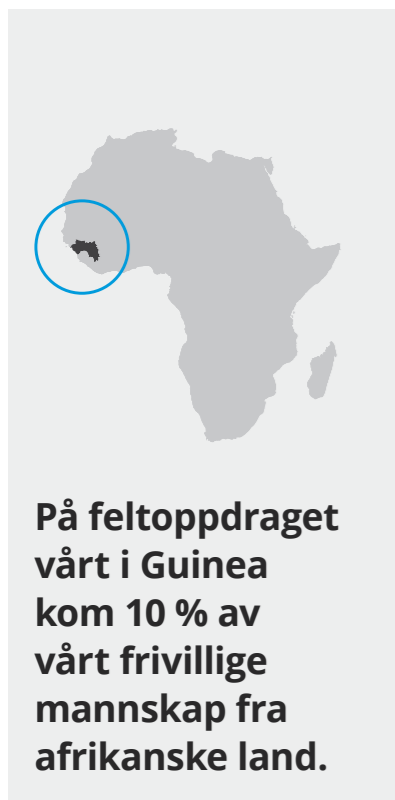 På feltoppdraget
vårt i Guinea
kom 10 % av
vårt frivillige
mannskap fra
afrikanske land.